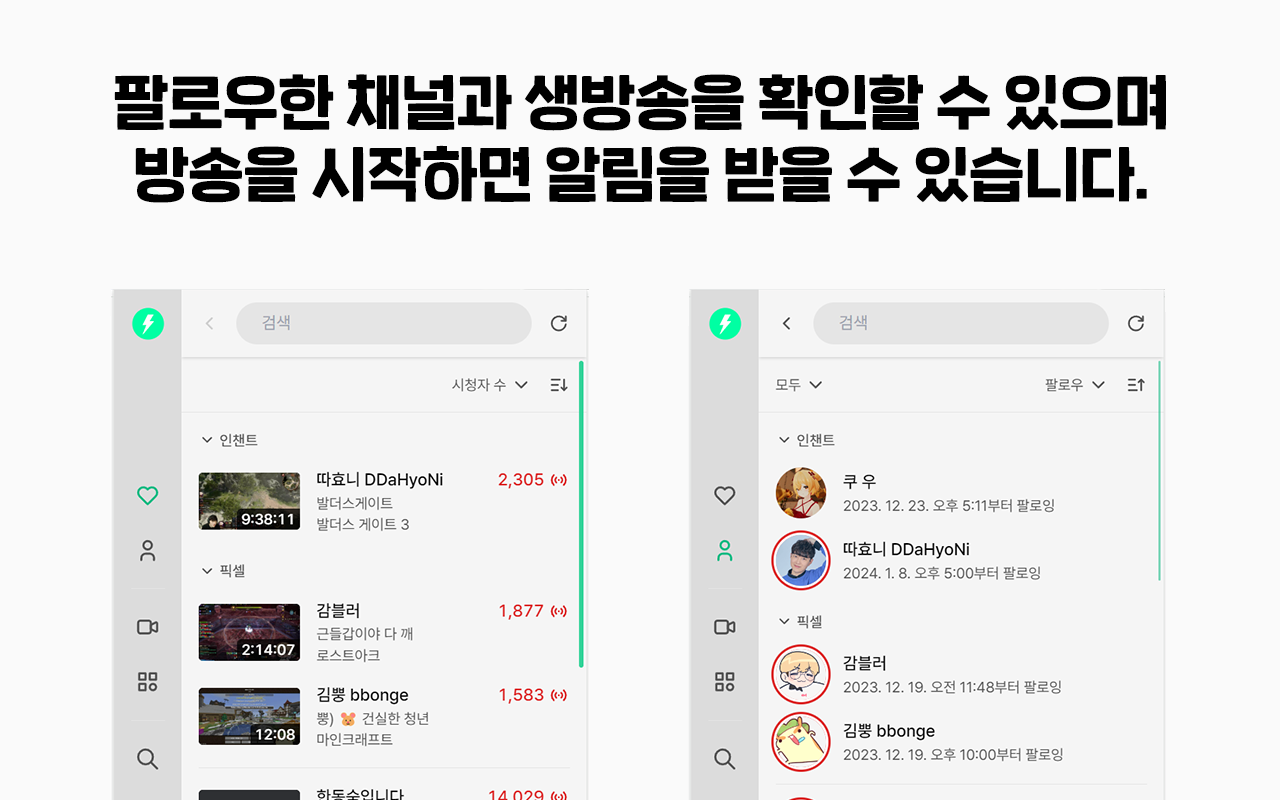 팔로우한 채널과 생방송을 확인할 수 있으며
방송을 시작하면 알림을 받을 수 있습니다.
검색
시청자 수
인챈트
9:38:11
따효니 DDaHyoNi
2,305
발더스게이트
발더스 게이트 3
픽셀
2:14:07
감블러
1,877
근들갑이야 다 깨
로스트아크
12:08
김뿡 bbonge
1,583
뿡) 🐹 건실한 청년
마인크래프트
한동숙입니다
14,029
검색
모두
팔로우
인챈트
쿠 우
2023. 12. 23. 오후 5:11부터 팔로잉
따효니 DDaHyoNi
2024. 1. 8. 오후 5:00부터 팔로잉
픽셀
감블러
2023. 12. 19. 오전 11:48부터 팔로잉
김뿡 bbonge
2023. 12. 19. 오후 10:00부터 팔로잉